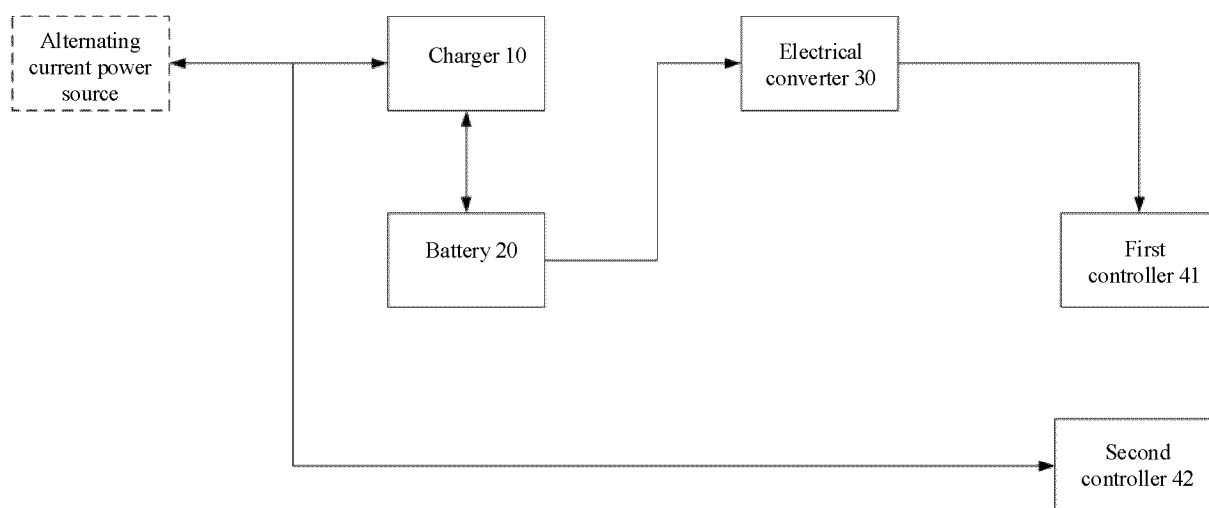 Alternating
current power
source
Charger 10
Electrical
converter 30
Battery 20
First
controller 41
Second
controller 42